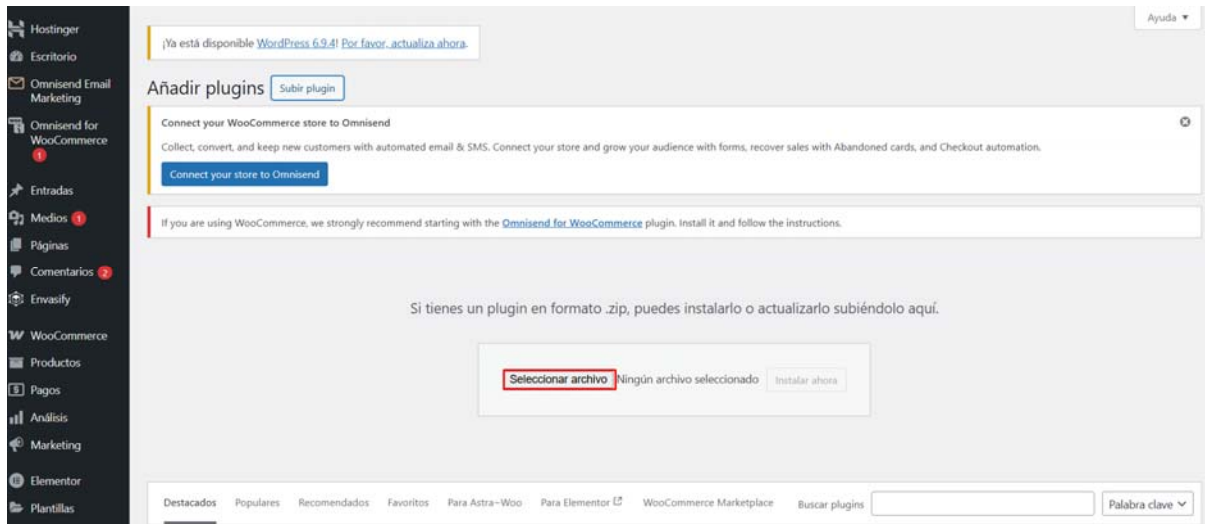 Hostinger
Escritorio
Omnisend Email
Marketing
Omnisend for
WooCommerce
1
Entradas
Medios 1
Páginas
Comentarios 2
Envasify
WooCommerce
Productos
Pagos
Análisis
Marketing
Elementor
Plantillas
Ayuda
¡Ya está disponible WordPress 6.9.4! Por favor, actualiza ahora.
Añadir plugins Subir plugin
Connect your WooCommerce store to Omnisend
Collect, convert, and keep new customers with automated email & SMS. Connect your store and grow your audience with forms, recover sales with Abandoned cards, and Checkout automation.
Connect your store to Omnisend
If you are using WooCommerce, we strongly recommend starting with the Omnisend for WooCommerce plugin. Install it and follow the instructions.
Si tienes un plugin en formato .zip, puedes instalarlo o actualizarlo subiéndolo aquí.
Seleccionar archivo Ningún archivo seleccionado Instalar ahora
Destacados Populares Recomendados Favoritos Para Astra-Woo Para Elementor WooCommerce Marketplace Buscar plugins Palabra clave